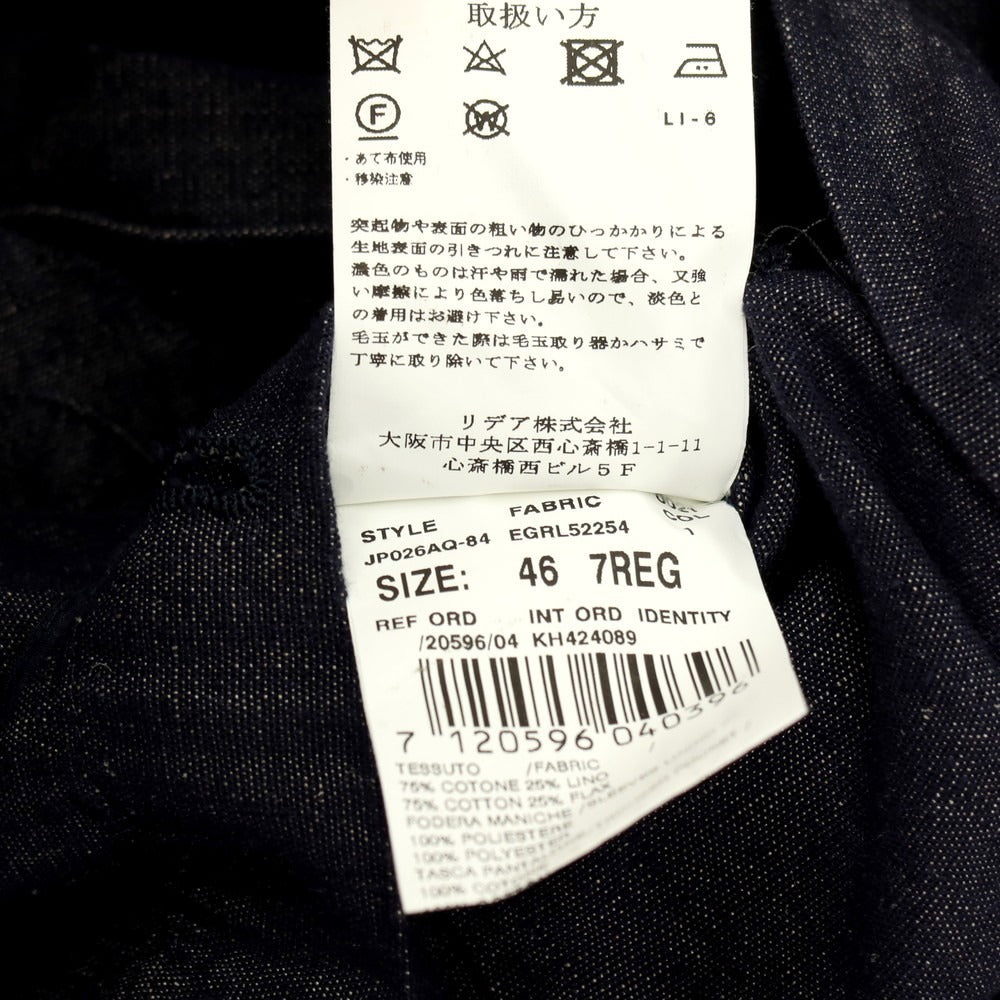 取扱い方
F
W
LI-6
・あて布使用
・移染注意
突起物や表面の粗い物のひっかかりによる
生地表面の引きつれに注意して下さい。
濃色のものは汗や雨で濡れた場合、又強
い摩擦により色落ちし易いので、淡色と
の着用はお避け下さい。
毛玉ができた際は毛玉取り器かハサミで
丁寧に取り除いて下さい。
リデア株式会社
大阪市中央区西心斎橋1-1-11
心斎橋西ビル5F
STYLE FABRIC COL
JP026AQ-84 EGRL52254 1
SIZE: 46 7REG
REF ORD INT ORD IDENTITY
/20596/04 KH424089
7 120596 040396
TESSUTO /FABRIC
75% COTONE 25% LINO
75% COTTON 25% FLAX
FODERA MANICHE /SLEEVES
100% POLIESTERE
100% POLYESTER
TASCA
100%